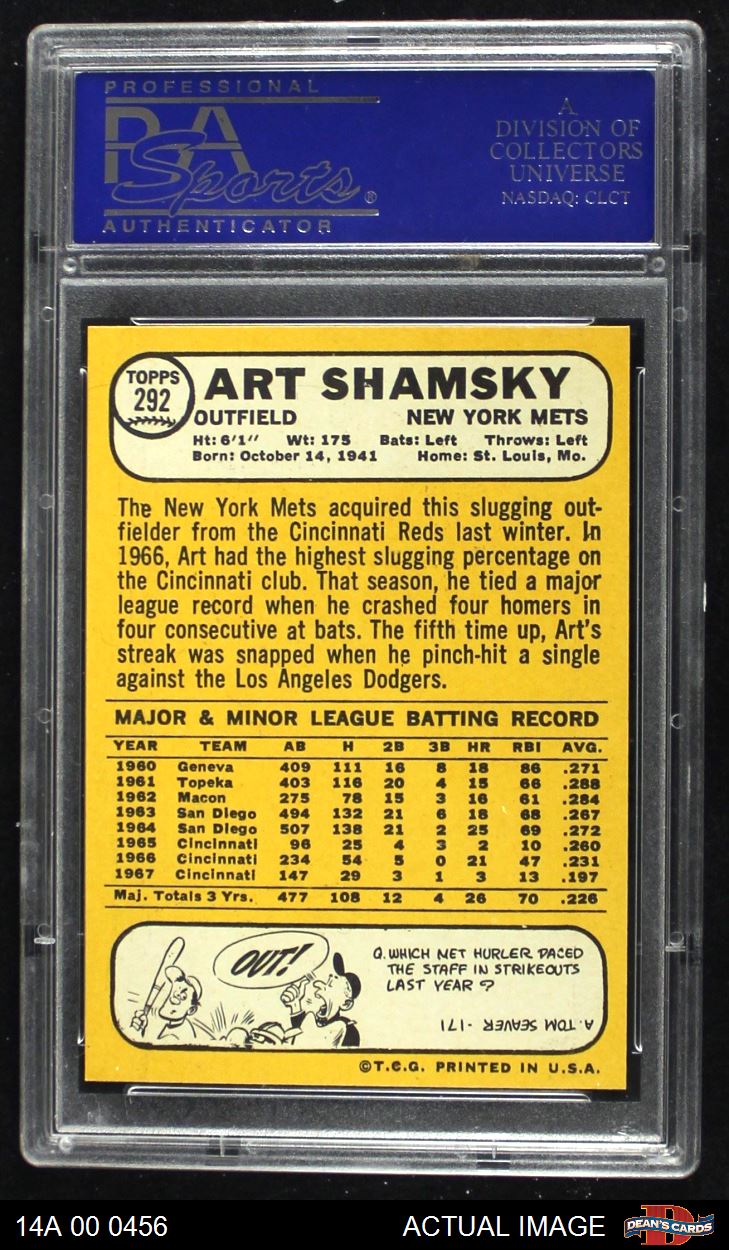 PROFESSIONAL
PSA
Sports®
AUTHENTICATOR
A
DIVISION OF
COLLECTORS
UNIVERSE
NASDAQ: CLCT
TOPPS
292
ART SHAMSKY
OUTFIELD NEW YORK METS
Ht: 6'1" Wt: 175 Bats: Left Throws: Left
Born: October 14, 1941 Home: St. Louis, Mo.
The New York Mets acquired this slugging out-
fielder from the Cincinnati Reds last winter. In
1966, Art had the highest slugging percentage on
the Cincinnati club. That season, he tied a major
league record when he crashed four homers in
four consecutive at bats. The fifth time up, Art's
streak was snapped when he pinch-hit a single
against the Los Angeles Dodgers.
MAJOR & MINOR LEAGUE BATTING RECORD
YEAR TEAM AB H 2B 3B HR RBI AVG.
1960 Geneva 409 111 16 8 18 86 .271
1961 Topeka 403 116 20 4 15 66 .288
1962 Macon 275 78 15 3 16 61 .284
1963 San Diego 494 132 21 6 18 68 .267
1964 San Diego 507 138 21 2 25 69 .272
1965 Cincinnati 96 25 4 3 2 10 .260
1966 Cincinnati 234 54 5 0 21 47 .231
1967 Cincinnati 147 29 3 1 3 13 .197
Maj. Totals 3 Yrs. 477 108 12 4 26 70 .226
OUT!
Q. WHICH MET HURLER PACED
THE STAFF IN STRIKEOUTS
LAST YEAR?
A. TOM SEAVER - 171
©T.C.G. PRINTED IN U.S.A.
14A 00 0456 ACTUAL IMAGE DEAN'S CARDS